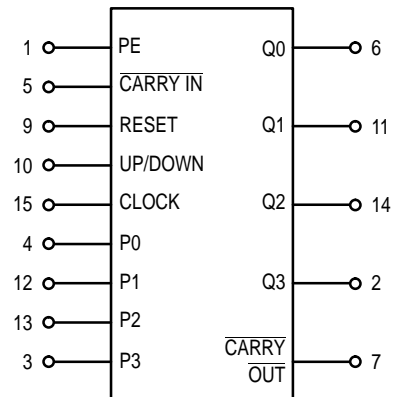 1 PE Q0 6
5 CARRY IN
9 RESET Q1 11
10 UP/DOWN
15 CLOCK Q2 14
4 P0
12 P1 Q3 2
13 P2
3 P3 CARRY OUT 7